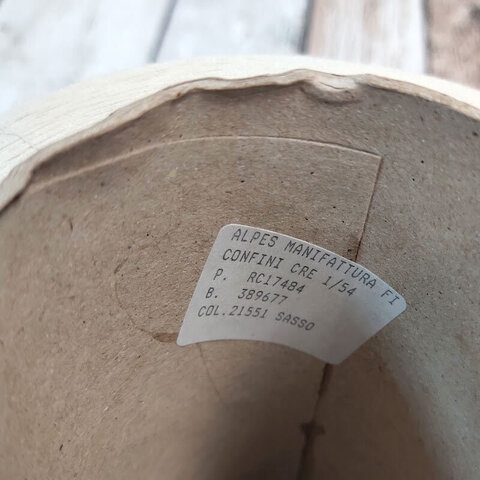 ALPES MANIFATTURA FI
CONFINI CRE 1/54
P. RC17484
B. 389677
COL.21551 SASSO